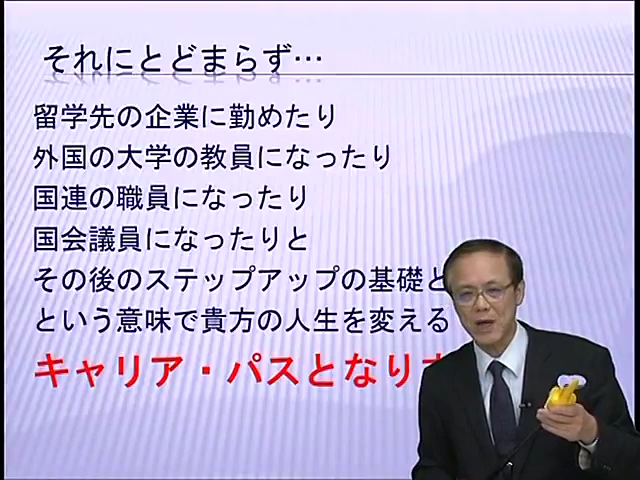 それにとどまらず…
留学先の企業に勤めたり
外国の大学の教員になったり
国連の職員になったり
国会議員になったりと
その後のステップアップの基礎と
という意味で貴方の人生を変える
キャリア・パスとなりま